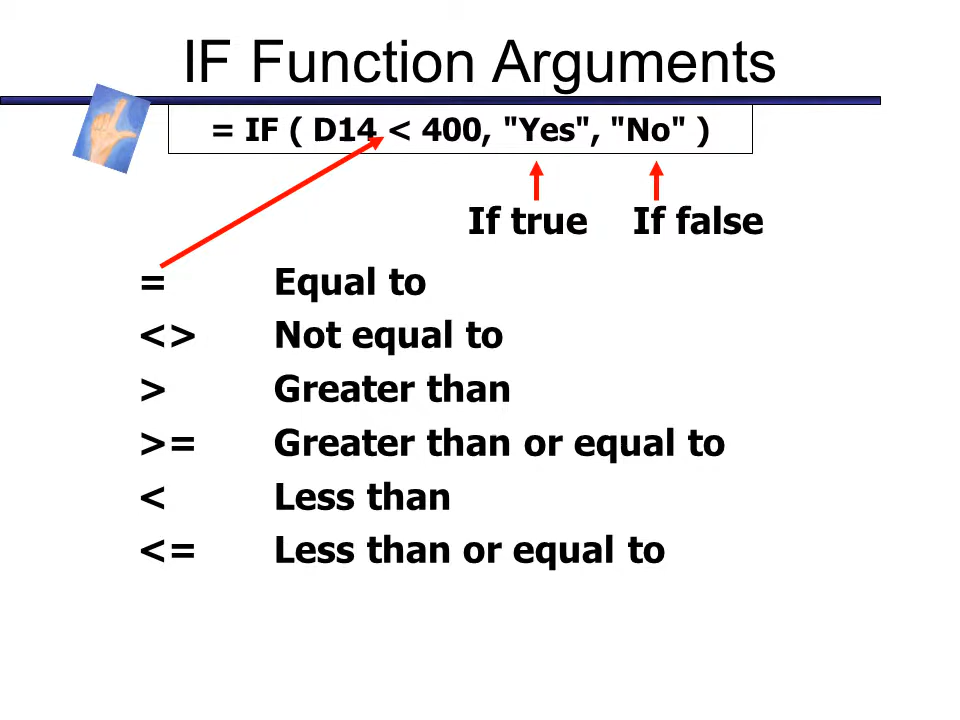 IF Function Arguments
= IF ( D14 < 400, "Yes", "No" )
If true If false
= Equal to
<> Not equal to
> Greater than
>= Greater than or equal to
< Less than
<= Less than or equal to